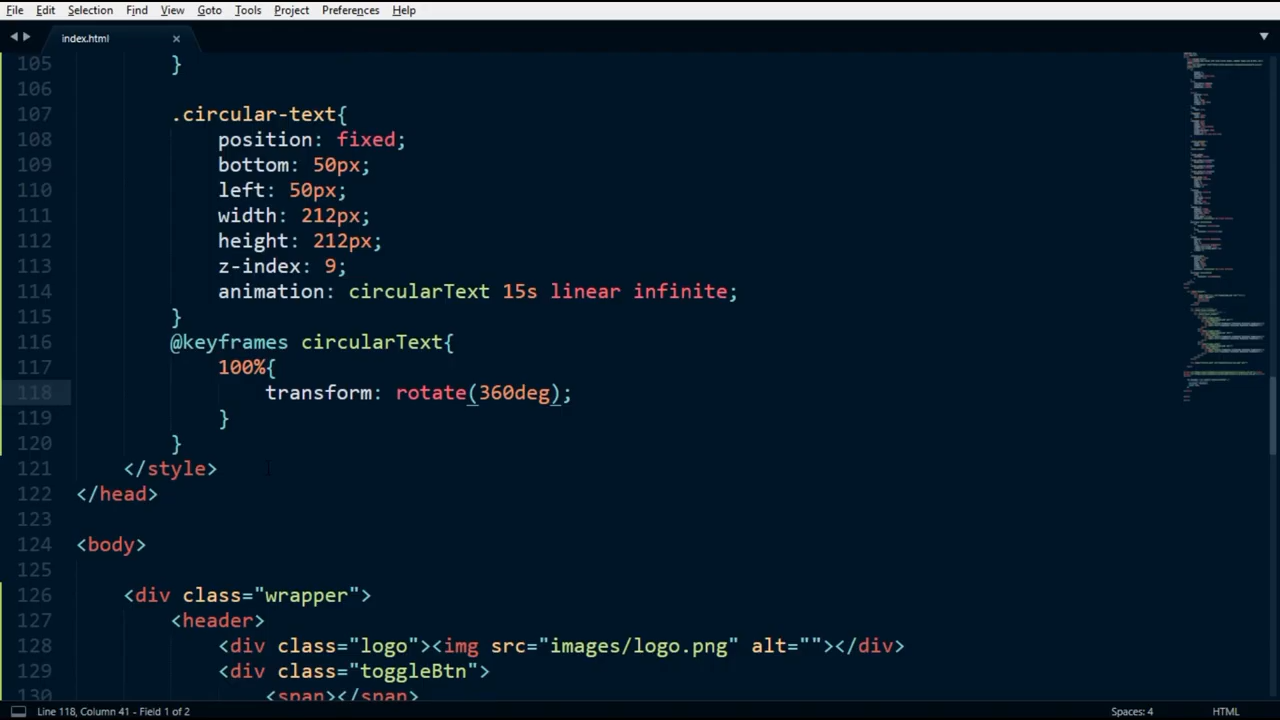 File Edit Selection Find View Goto Tools Project Preferences Help
index.html
105 }
106
107 .circular-text{
108 position: fixed;
109 bottom: 50px;
110 left: 50px;
111 width: 212px;
112 height: 212px;
113 z-index: 9;
114 animation: circularText 15s linear infinite;
115 }
116 @keyframes circularText{
117 100%{
118 transform: rotate(360deg);
119 }
120 }
121 </style>
122 </head>
123
124 <body>
125
126 <div class="wrapper">
127 <header>
128 <div class="logo"><img src="images/logo.png" alt=""></div>
129 <div class="toggleBtn">
130 <span></span>
Line 118, Column 41 - Field 1 of 2 Spaces: 4 HTML